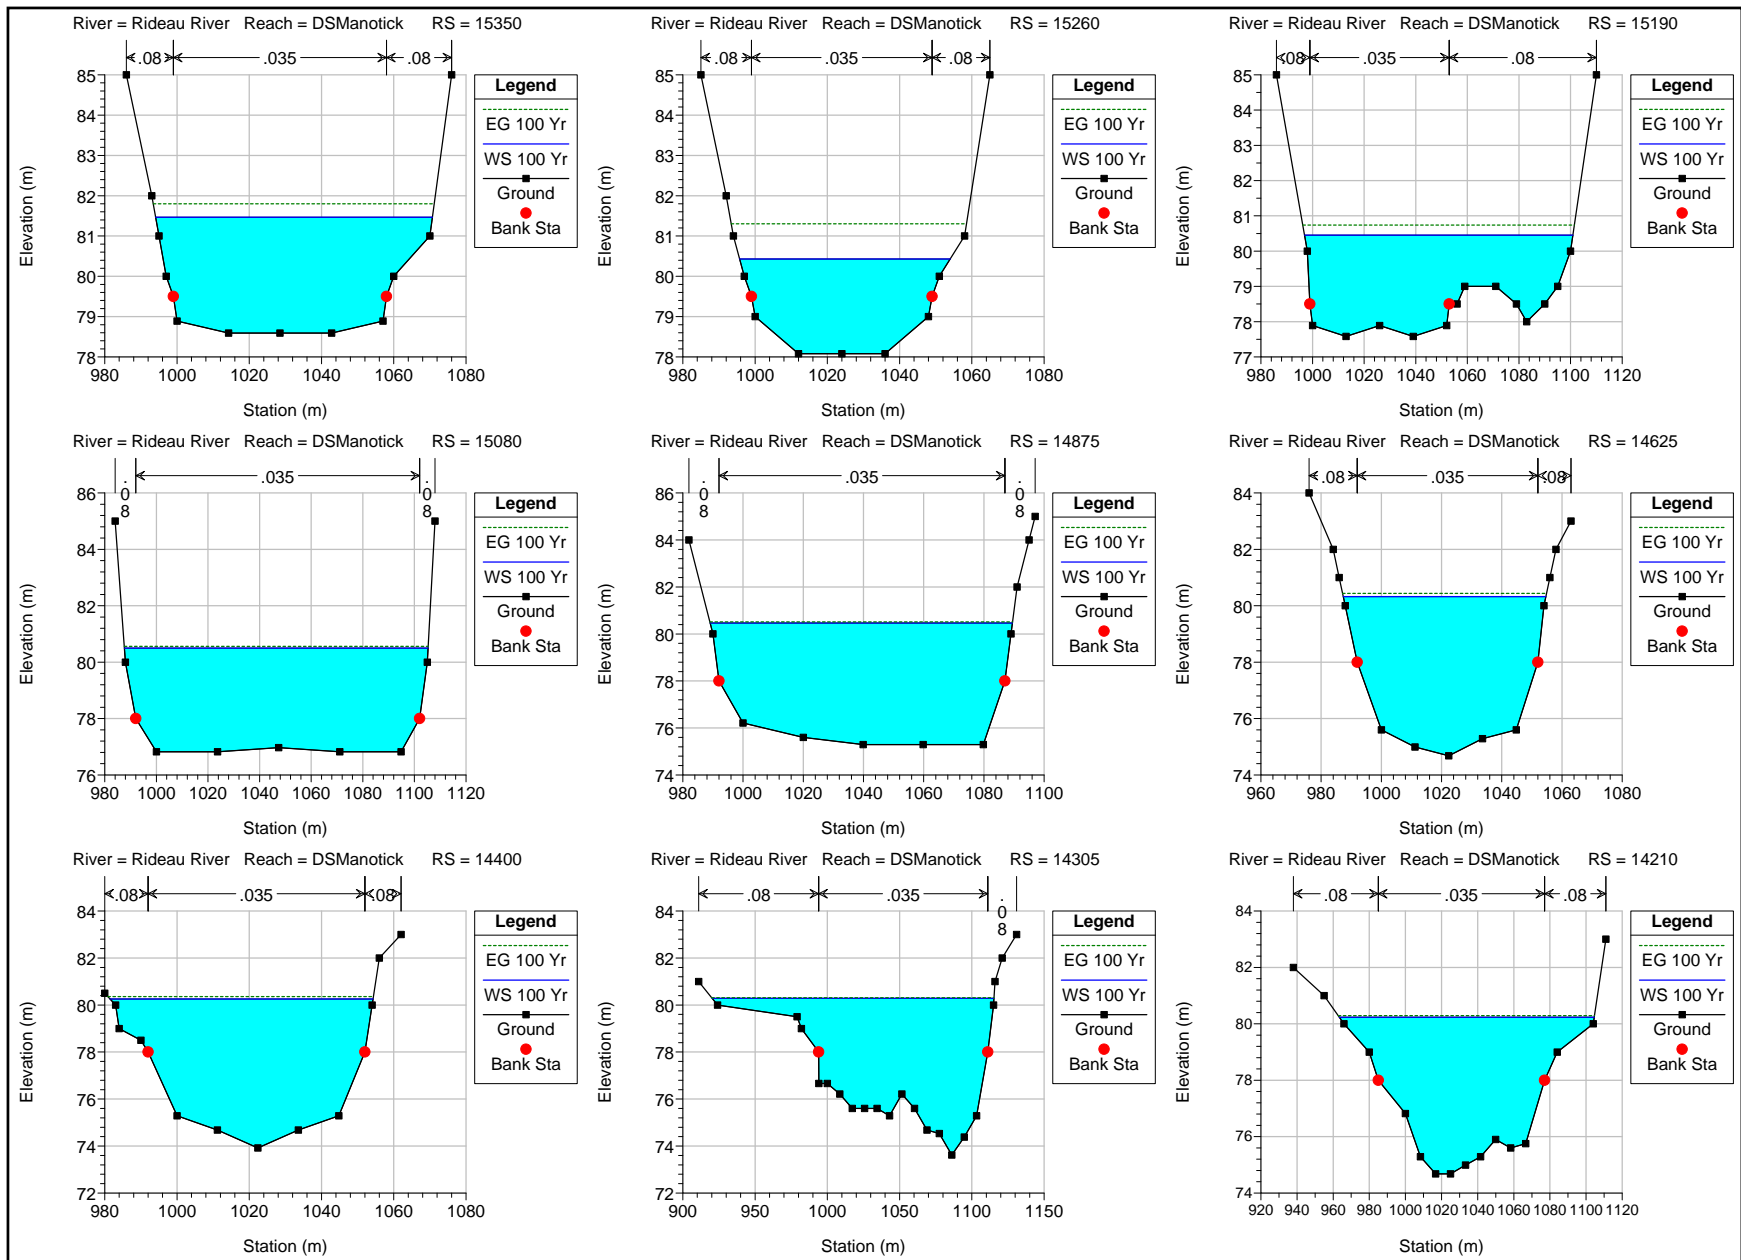 River = Rideau River Reach = DSManotick RS = 15350
.08 .035 .08
85
84
83
82
81
80
79
78
980 1000 1020 1040 1060 1080
Station (m)
Elevation (m)
Legend
EG 100 Yr
WS 100 Yr
Ground
Bank Sta
River = Rideau River Reach = DSManotick RS = 15260
.08 .035 .08
85
84
83
82
81
80
79
78
980 1000 1020 1040 1060 1080
Station (m)
Elevation (m)
Legend
EG 100 Yr
WS 100 Yr
Ground
Bank Sta
River = Rideau River Reach = DSManotick RS = 15190
.08 .035 .08
85
84
83
82
81
80
79
78
77
980 1000 1020 1040 1060 1080 1100 1120
Station (m)
Elevation (m)
Legend
EG 100 Yr
WS 100 Yr
Ground
Bank Sta
River = Rideau River Reach = DSManotick RS = 15080
.08 .035 .08
86
84
82
80
78
76
980 1000 1020 1040 1060 1080 1100 1120
Station (m)
Elevation (m)
Legend
EG 100 Yr
WS 100 Yr
Ground
Bank Sta
River = Rideau River Reach = DSManotick RS = 14875
.08 .035 .08
86
84
82
80
78
76
74
980 1000 1020 1040 1060 1080 1100
Station (m)
Elevation (m)
Legend
EG 100 Yr
WS 100 Yr
Ground
Bank Sta
River = Rideau River Reach = DSManotick RS = 14625
.08 .035 .08
84
82
80
78
76
74
960 980 1000 1020 1040 1060 1080
Station (m)
Elevation (m)
Legend
EG 100 Yr
WS 100 Yr
Ground
Bank Sta
River = Rideau River Reach = DSManotick RS = 14400
.08 .035 .08
84
82
80
78
76
74
72
980 1000 1020 1040 1060 1080
Station (m)
Elevation (m)
Legend
EG 100 Yr
WS 100 Yr
Ground
Bank Sta
River = Rideau River Reach = DSManotick RS = 14305
.08 .035 .08
84
82
80
78
76
74
72
900 950 1000 1050 1100 1150
Station (m)
Elevation (m)
Legend
EG 100 Yr
WS 100 Yr
Ground
Bank Sta
River = Rideau River Reach = DSManotick RS = 14210
.08 .035 .08
84
82
80
78
76
74
920 940 960 980 1000 1020 1040 1060 1080 1100 1120
Station (m)
Elevation (m)
Legend
EG 100 Yr
WS 100 Yr
Ground
Bank Sta